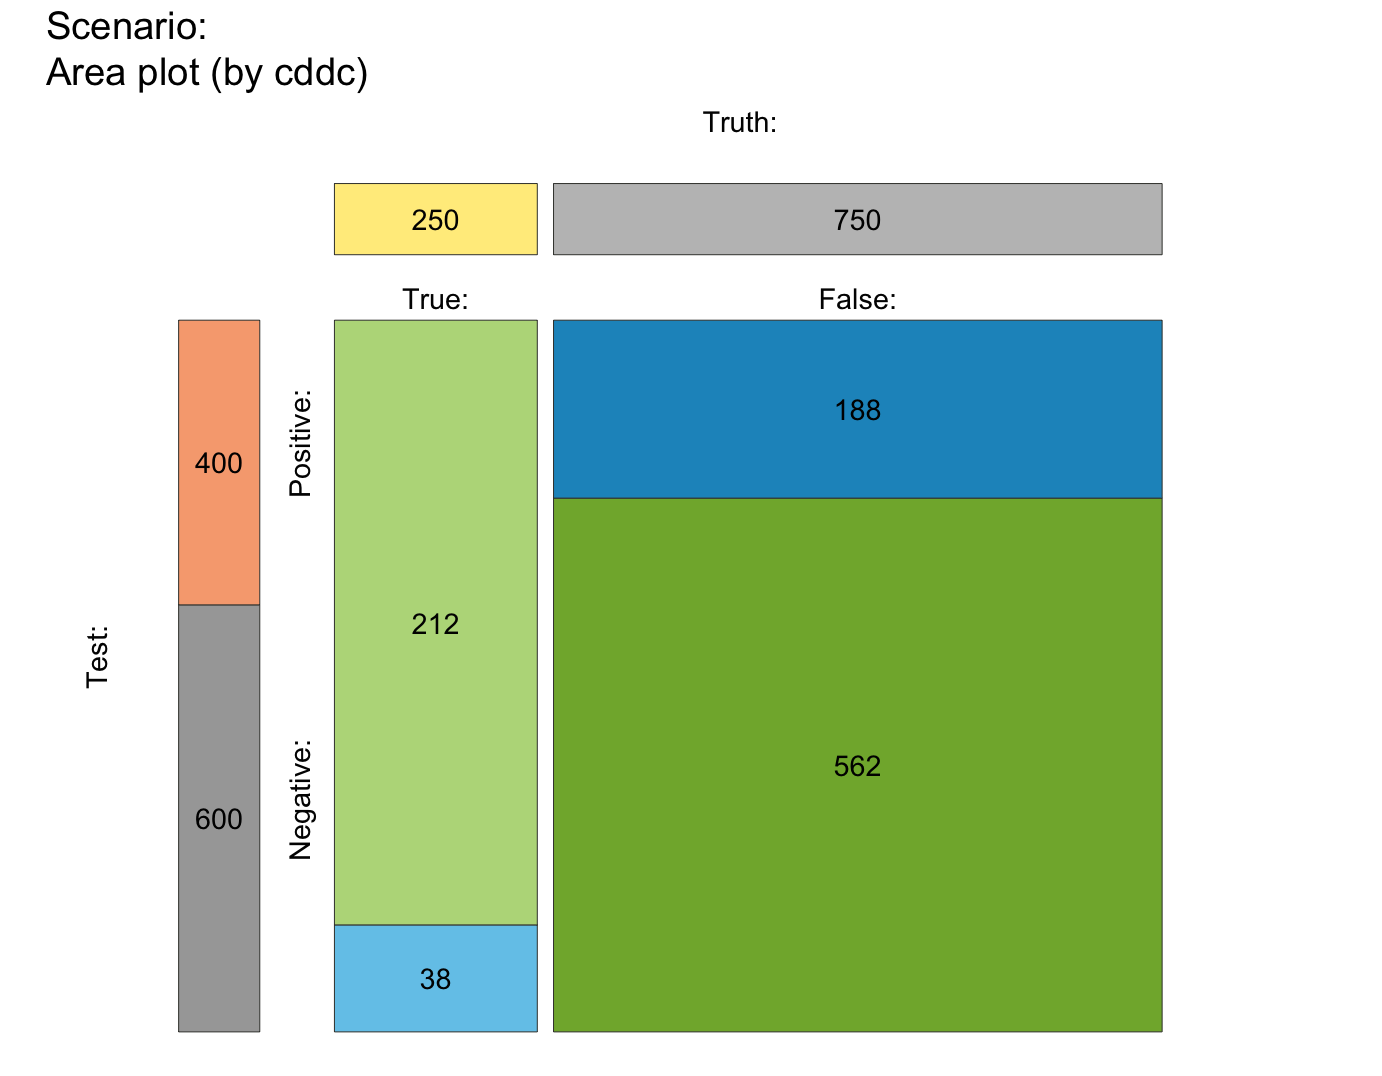 Scenario:
Area plot (by cddc)
Truth:
250
750
True:
False:
Test:
400
600
Positive:
Negative:
212
188
562
38